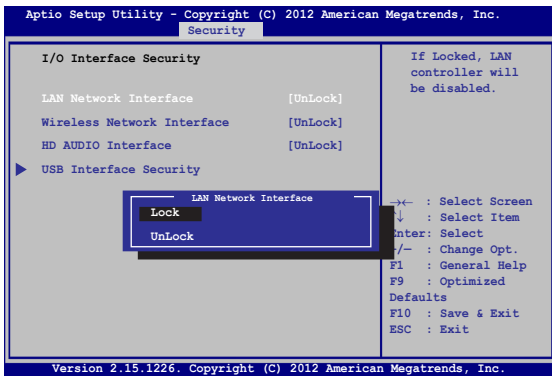 Aptio Setup Utility - Copyright (C) 2012 American Megatrends, Inc.
Security
I/O Interface Security
LAN Network Interface [UnLock]
Wireless Network Interface [UnLock]
HD AUDIO Interface [UnLock]
USB Interface Security
If Locked, LAN
controller will
be disabled.
LAN Network Interface
Lock
UnLock
→← : Select Screen
↑↓ : Select Item
Enter: Select
+/— : Change Opt.
F1 : General Help
F9 : Optimized
Defaults
F10 : Save & Exit
ESC : Exit
Version 2.15.1226. Copyright (C) 2012 American Megatrends, Inc.